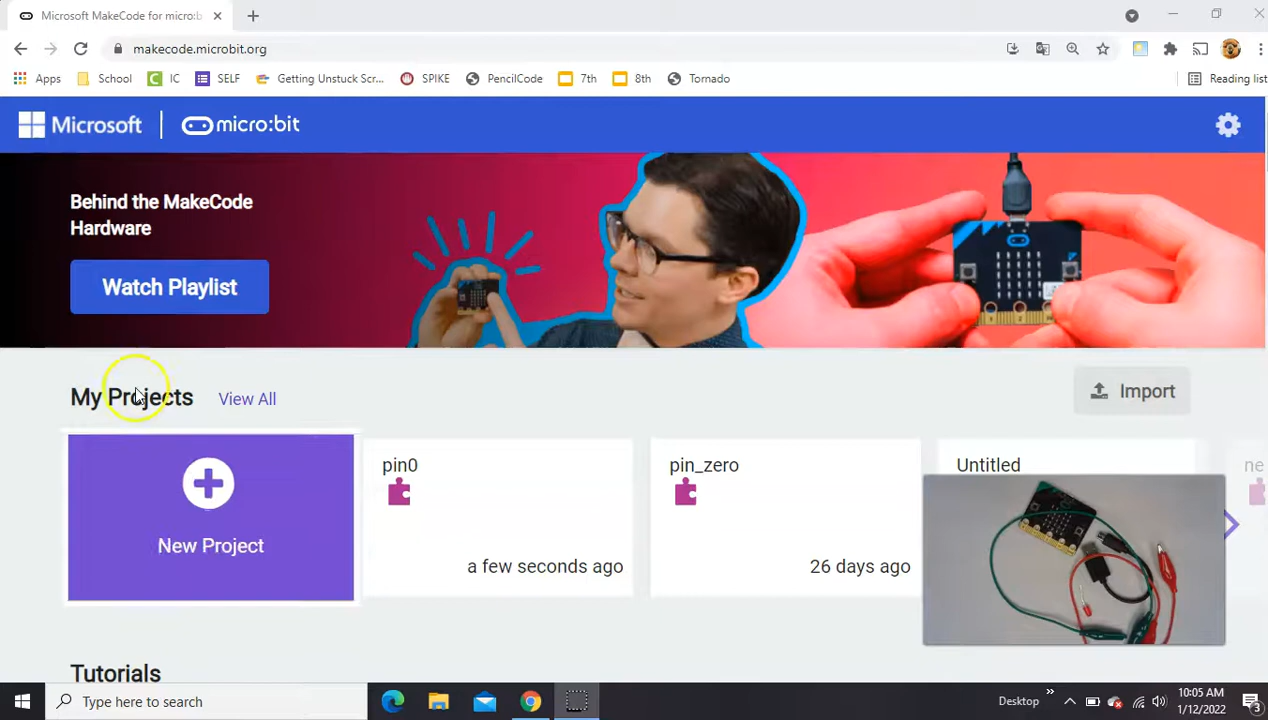 Microsoft MakeCode for micro:b
makecode.microbit.org
Apps School IC SELF Getting Unstuck Scr... SPIKE PencilCode 7th 8th Tornado Reading list
Microsoft micro:bit
Behind the MakeCode
Hardware
Watch Playlist
My Projects View All Import
New Project
pin0
a few seconds ago
pin_zero
26 days ago
Untitled
ne
Tutorials
Type here to search
Desktop
10:05 AM
1/12/2022
3